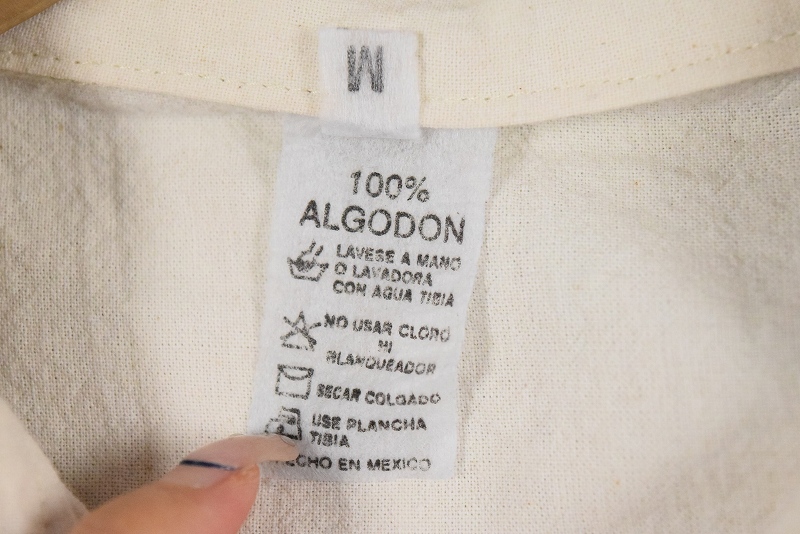 M
100%
ALGODON
LAVESE A MANO
O LAVADORA
CON AGUA TIBIA
NO USAR CLORO
NI
BLANQUEADOR
SECAR COLGADO
USE PLANCHA
TIBIA
ECHO EN MEXICO